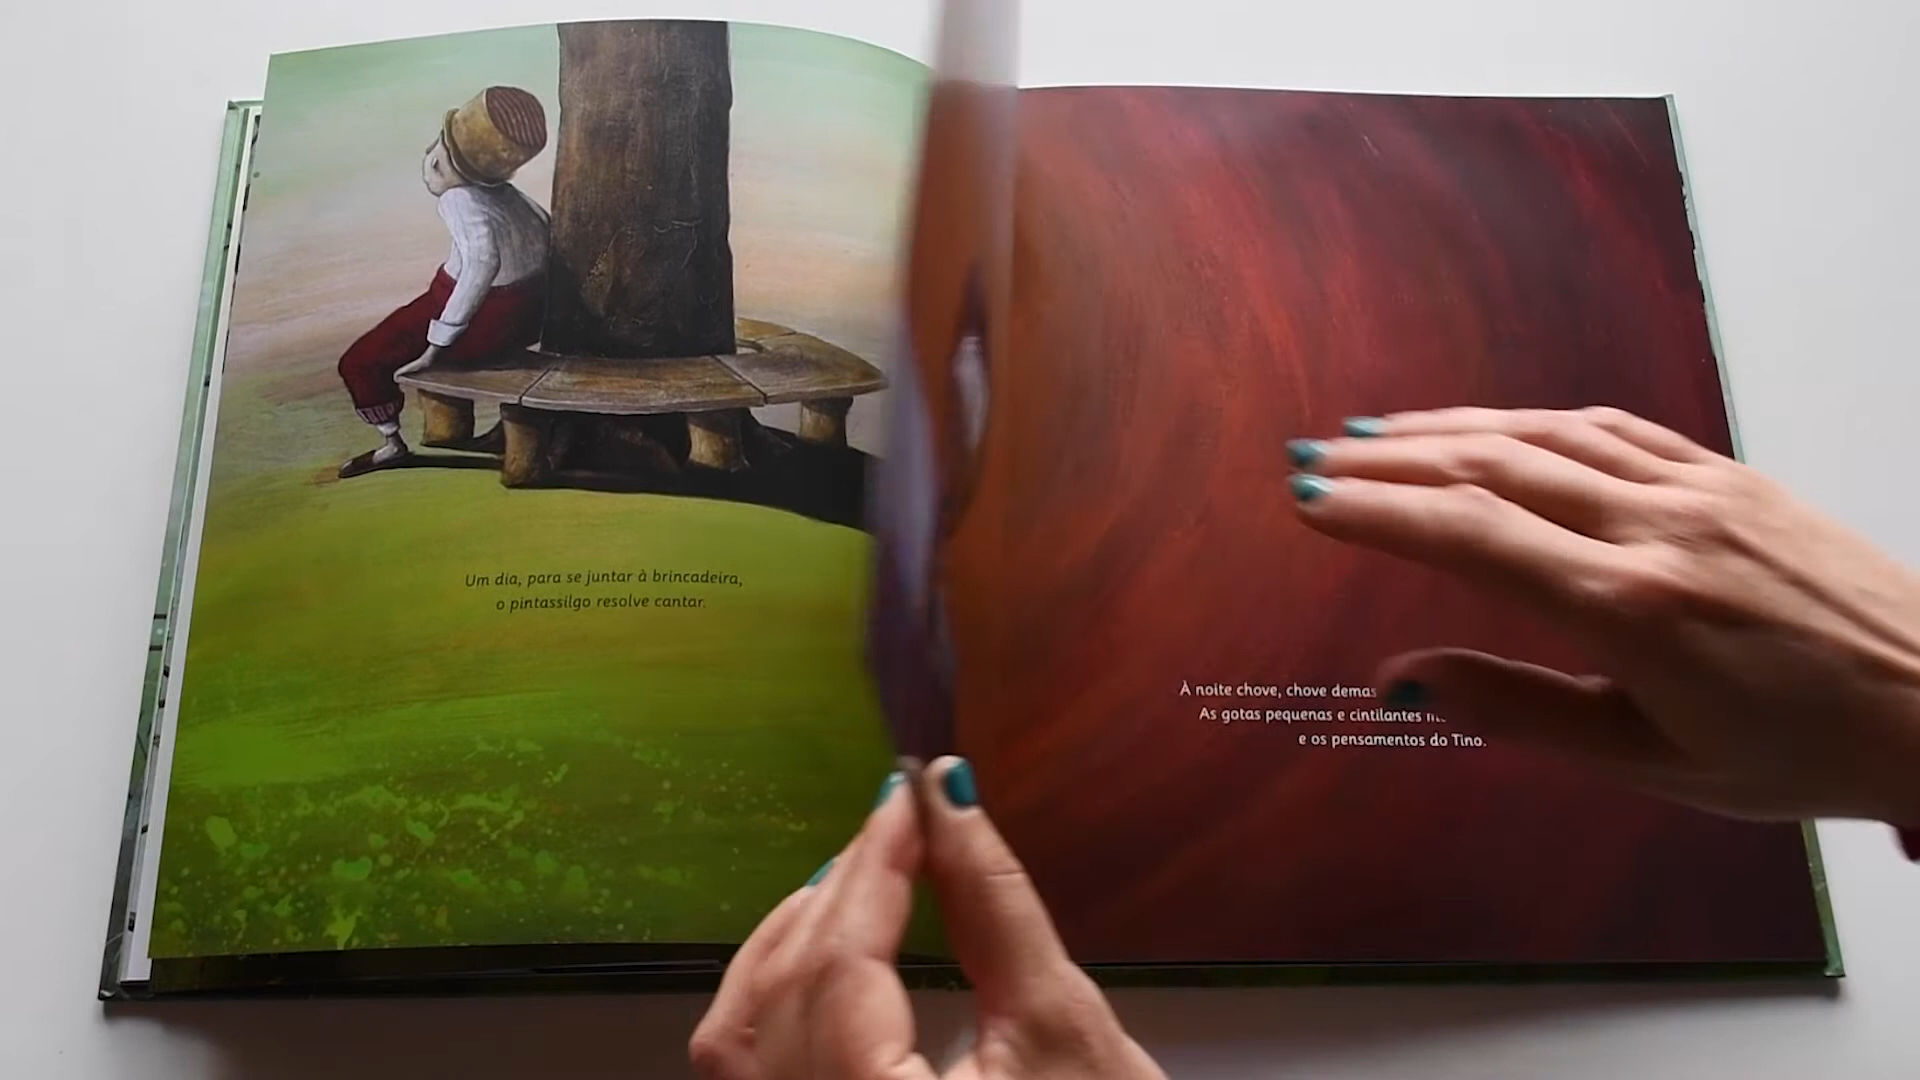 Um dia, para se juntar à brincadeira,
o pintassilgo resolve cantar.
À noite chove, chove
As gotas pequenas e cintilantes
e os pensamentos do Tino.